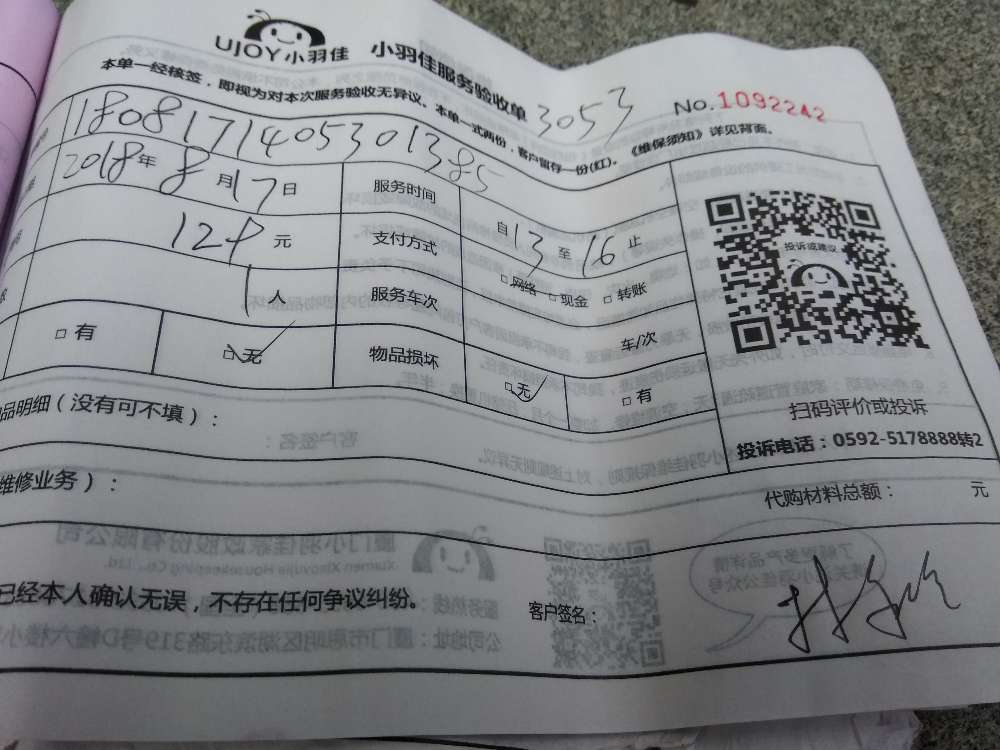 UJOY小羽佳 小羽佳服务验收单 3053 No.1092242
本单一经核签，即视为对本次服务验收无异议。本单一式两份，客户留存一份(红)。《维保须知》详见背面。
180817140530 1385
2018年8月17日 服务时间 自13至16止
元 支付方式 □网络 □现金 □转账
1人 服务车次 车/次
□有 □无 物品损坏 □无 □有
投诉或建议
扫码评价或投诉
投诉电话：0592-5178888转2
品明细（没有可不填）：
维修业务）： 代购材料总额： 元
已经本人确认无误，不存在任何争议纠纷。 客户签名：